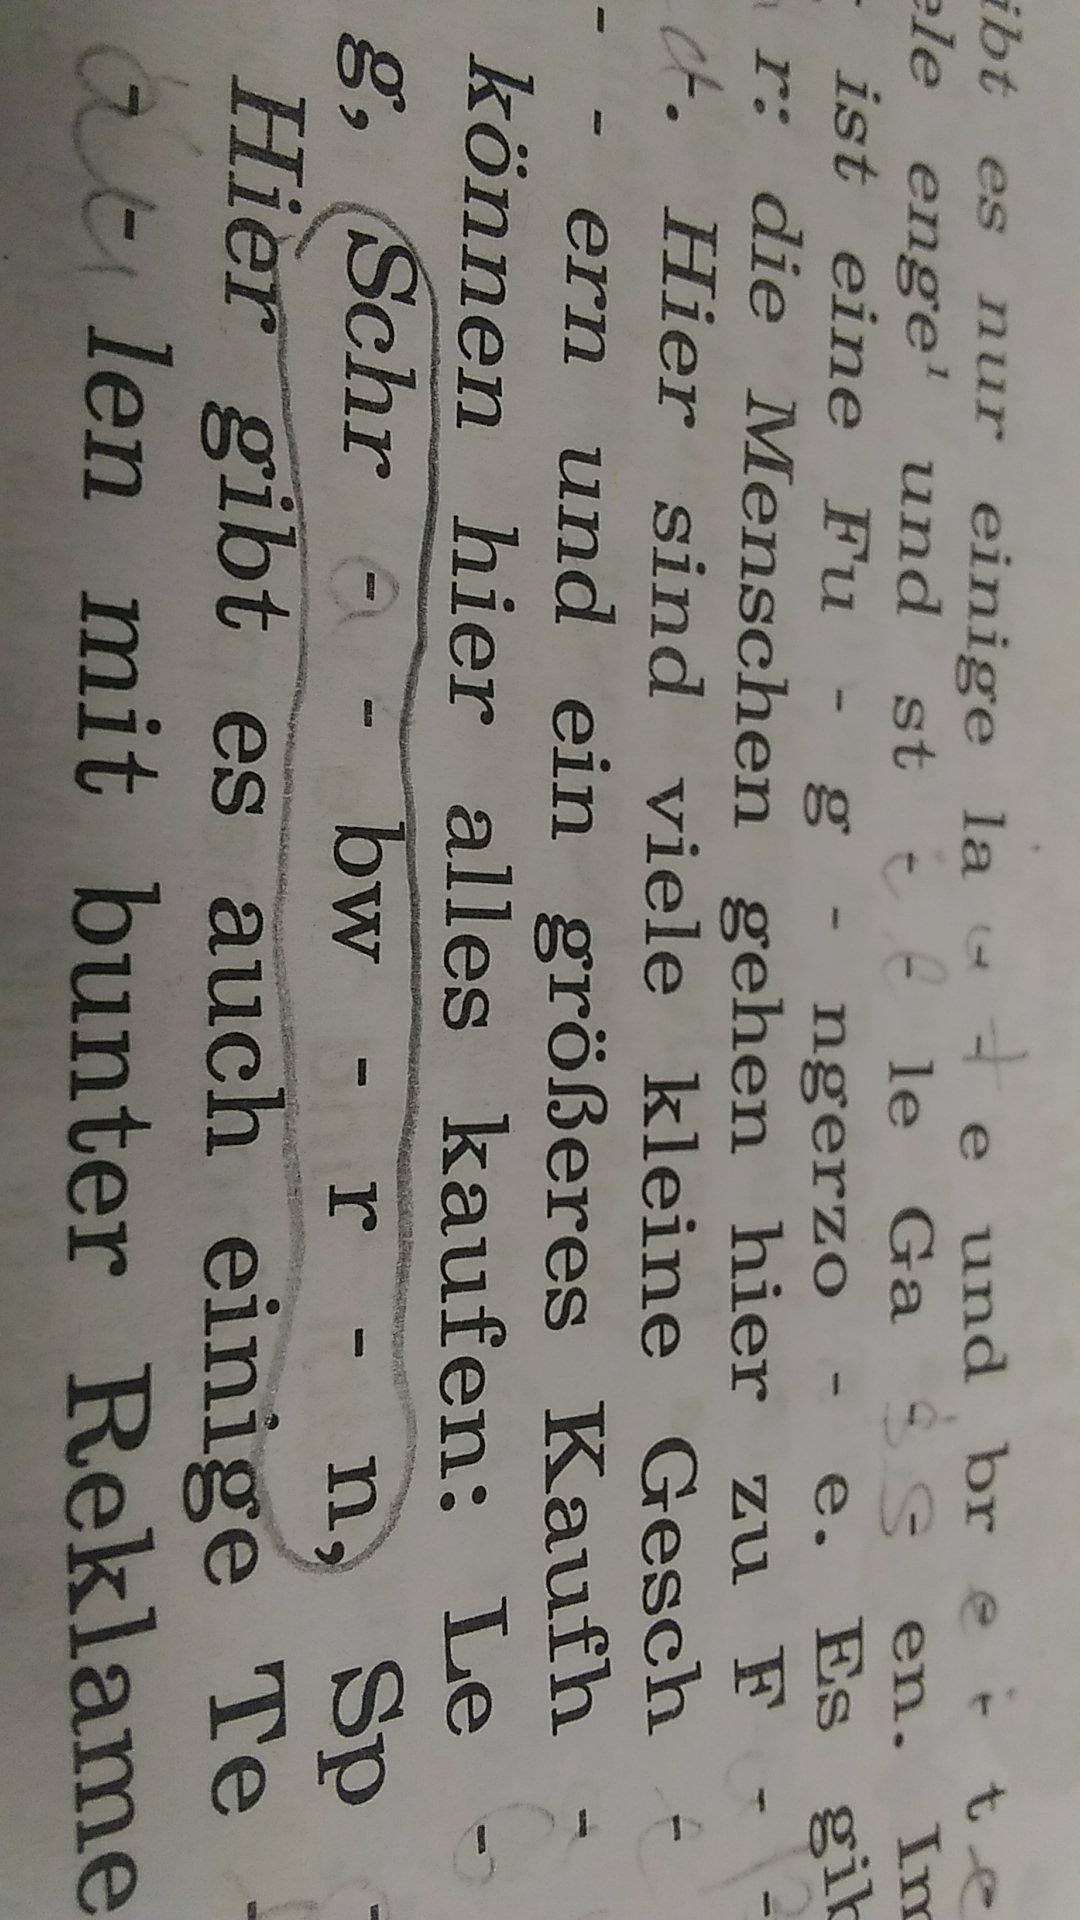 ibt es nur einige la u t e und br e i t e
ele enge' und st i l le Ga s s en. Im
ist eine Fu - g - ngerzo - e. Es gib
r: die Menschen gehen hier zu F - -
t. Hier sind viele kleine Gesch -
- - ern und ein größeres Kaufh -
können hier alles kaufen: Le -
g, Schr a - bw - r - n, Sp -
Hier gibt es auch einige Te -
- - len mit bunter Reklame